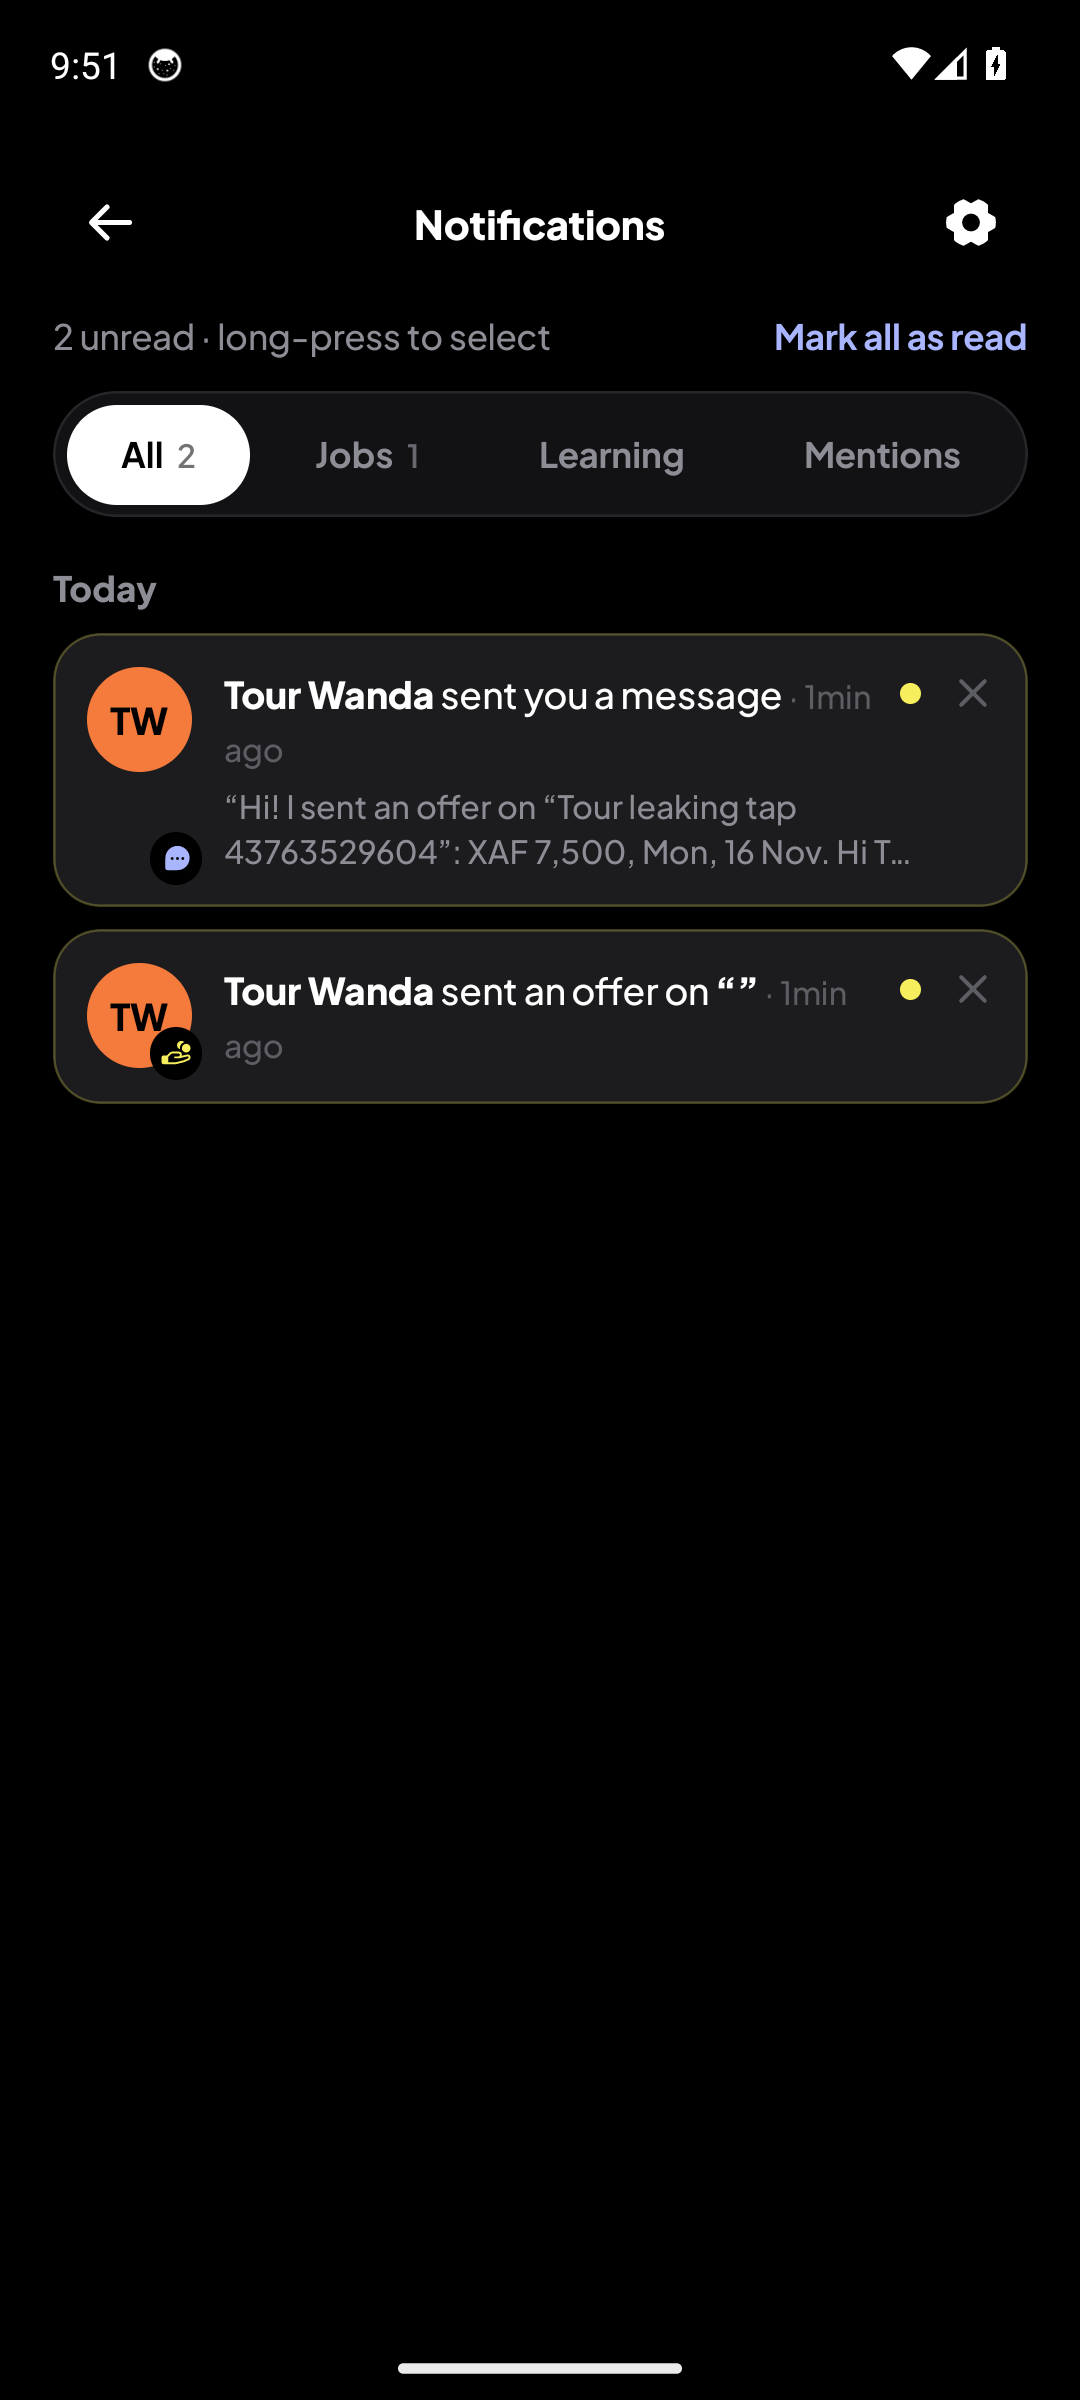 9:51
Notifications
2 unread · long-press to select
Mark all as read
All 2
Jobs 1
Learning
Mentions
Today
TW
Tour Wanda sent you a message · 1min
ago
“Hi! I sent an offer on “Tour leaking tap
43763529604”: XAF 7,500, Mon, 16 Nov. Hi T...
TW
Tour Wanda sent an offer on “” · 1min
ago